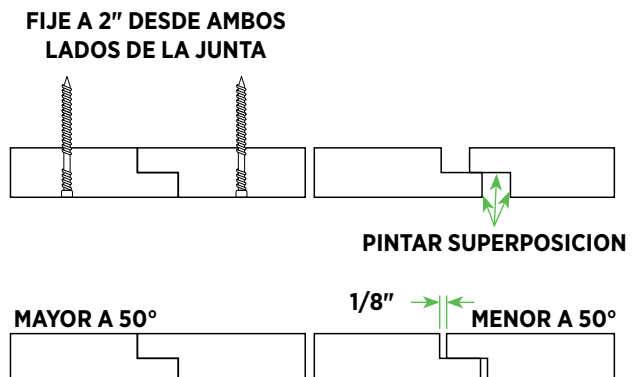 FIJE A 2" DESDE AMBOS
LADOS DE LA JUNTA
PINTAR SUPERPOSICION
1/8"
MAYOR A 50°
MENOR A 50°